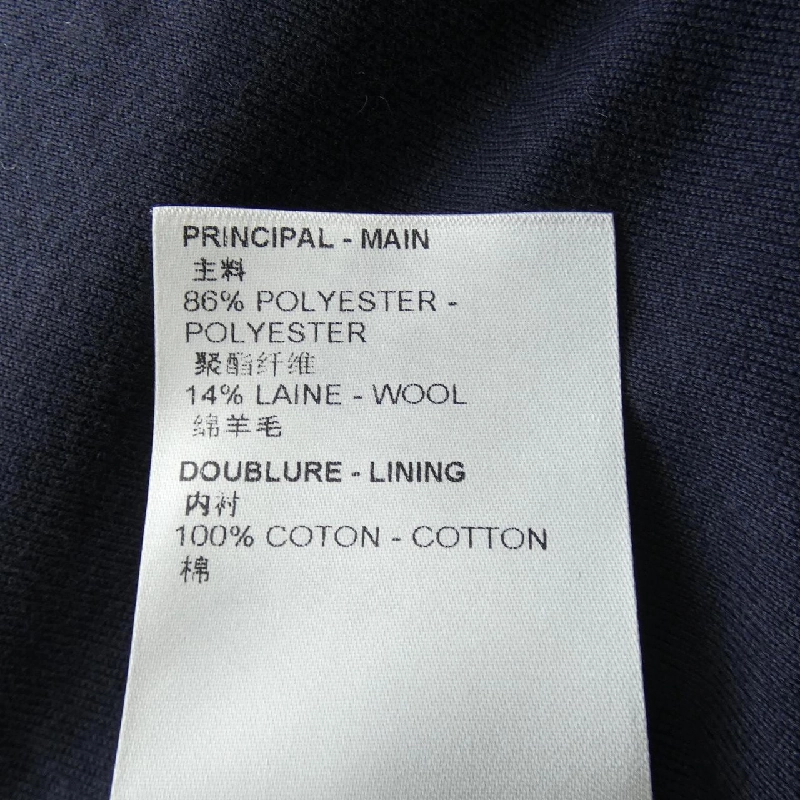 PRINCIPAL - MAIN
主料
86% POLYESTER -
POLYESTER
聚酯纤维
14% LAINE - WOOL
绵羊毛
DOUBLURE - LINING
内衬
100% COTON - COTTON
棉